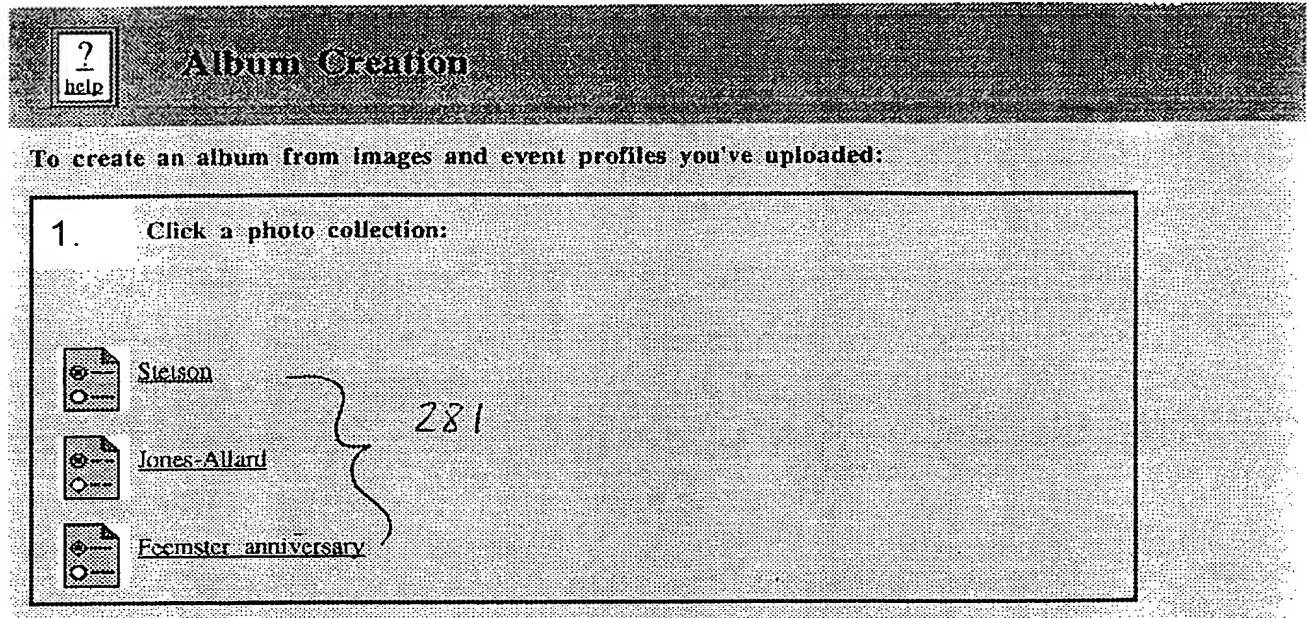 ?
help
Album Creation
To create an album from images and event profiles you've uploaded:
1. Click a photo collection:
Stetson
281
Jones-Allard
Feemster anniversary